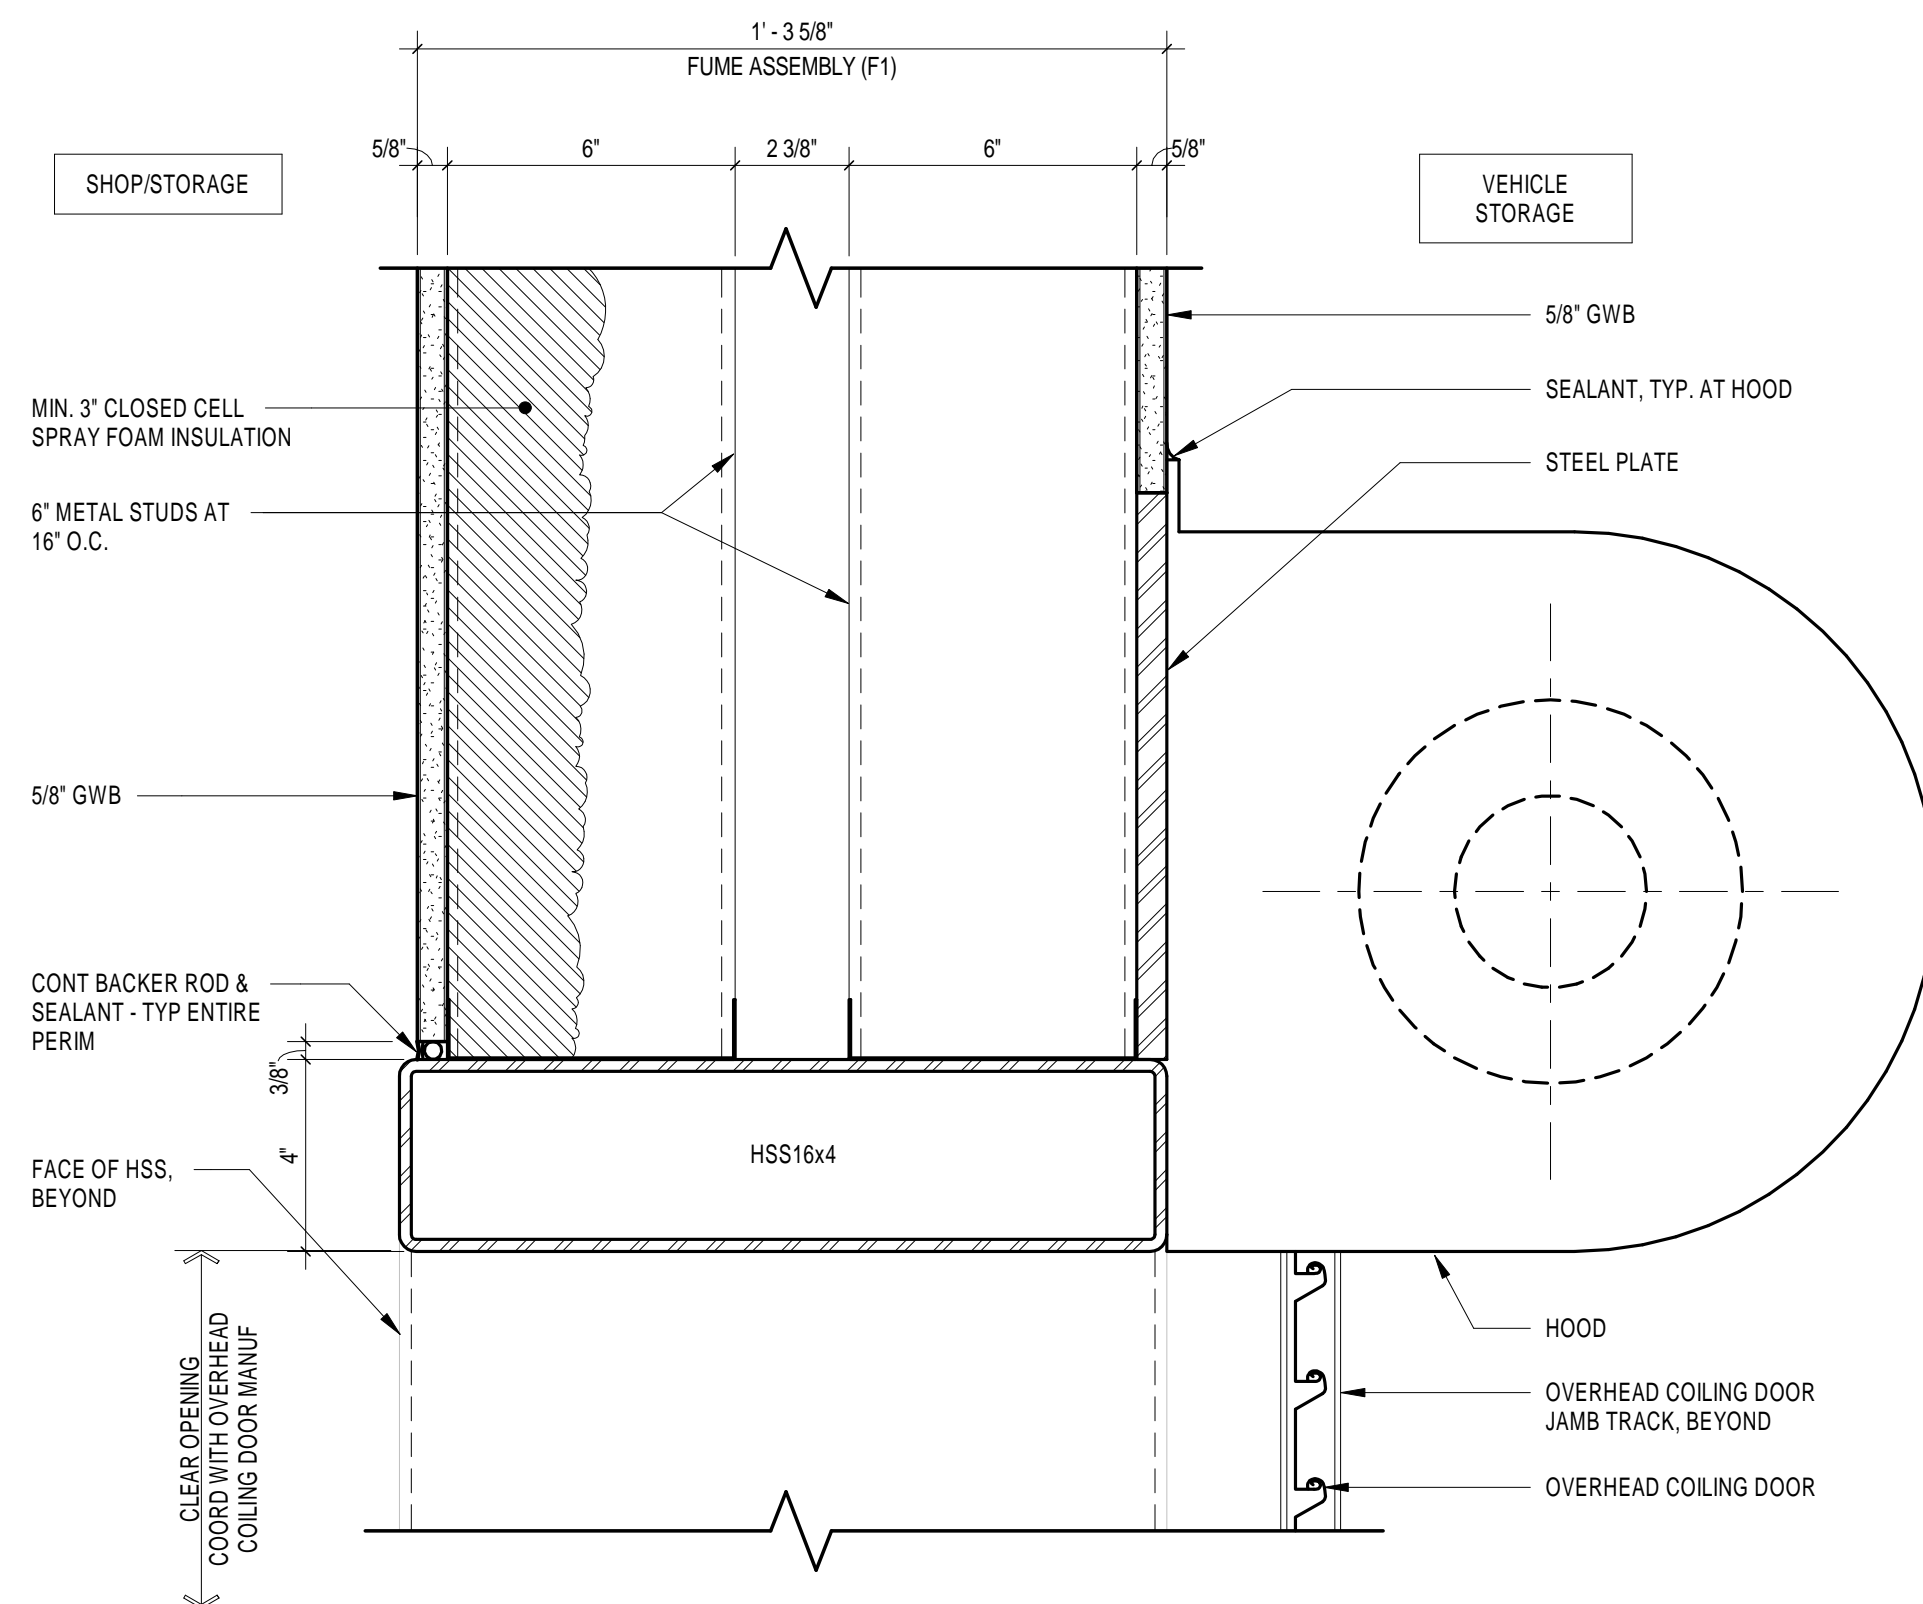 1' - 3 5/8"
FUME ASSEMBLY (F1)
5/8"
6"
2 3/8"
6"
5/8"
SHOP/STORAGE
VEHICLE
STORAGE
5/8" GWB
SEALANT, TYP. AT HOOD
STEEL PLATE
MIN. 3" CLOSED CELL
SPRAY FOAM INSULATION
6" METAL STUDS AT
16" O.C.
5/8" GWB
CONT BACKER ROD &
SEALANT - TYP ENTIRE
PERIM
3/8"
4"
HSS16x4
FACE OF HSS,
BEYOND
CLEAR OPENING
COORD WITH OVERHEAD
COILING DOOR MANUF
HOOD
OVERHEAD COILING DOOR
JAMB TRACK, BEYOND
OVERHEAD COILING DOOR